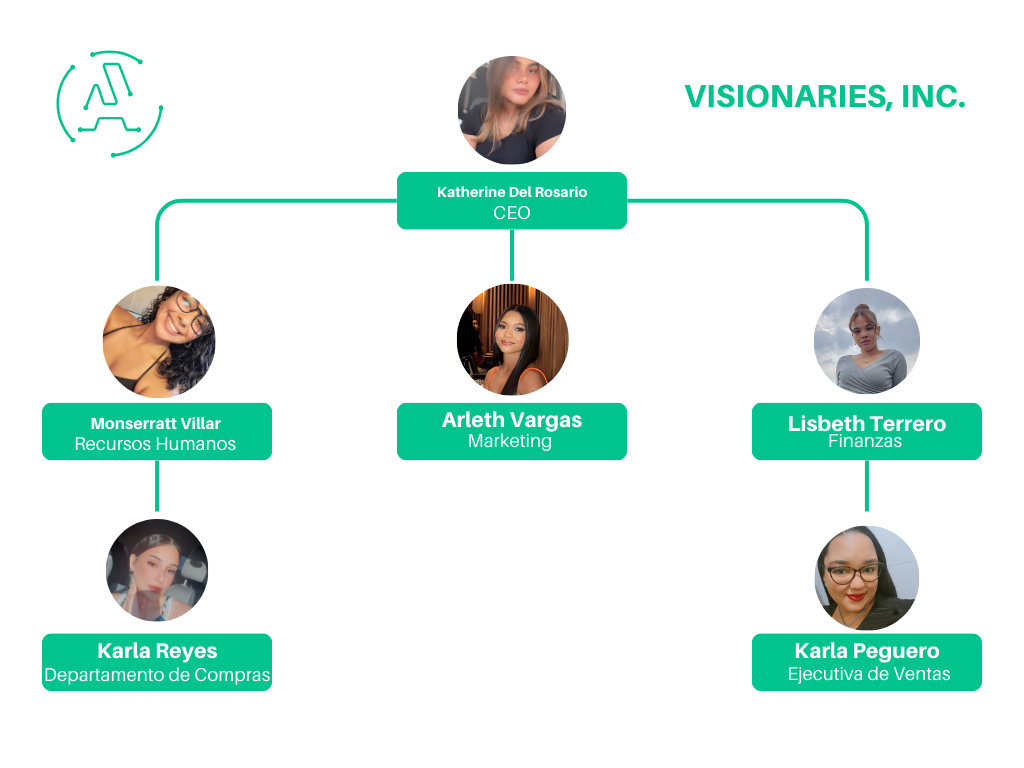 VISIONARIES, INC.
Katherine Del Rosario
CEO
Monserratt Villar
Recursos Humanos
Arleth Vargas
Marketing
Lisbeth Terrero
Finanzas
Karla Reyes
Departamento de Compras
Karla Peguero
Ejecutiva de Ventas